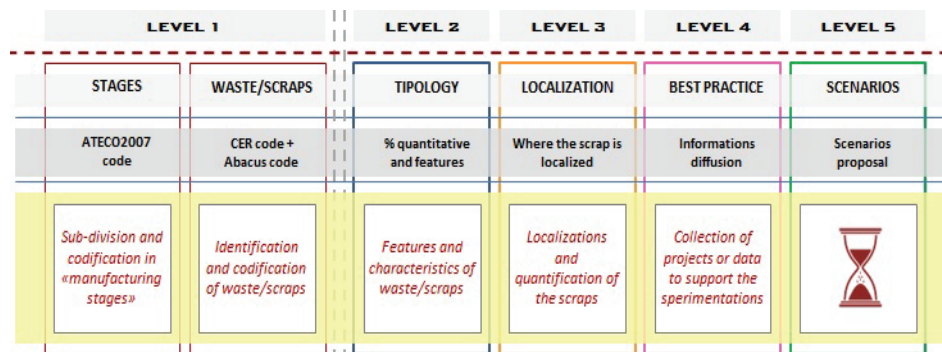 LEVEL 1
LEVEL 2
LEVEL 3
LEVEL 4
LEVEL 5
STAGES
WASTE/SCRAPS
TIPOLOGY
LOCALIZATION
BEST PRACTICE
SCENARIOS
ATECO2007
code
CER code +
Abacus code
% quantitative
and features
Where the scrap is
localized
Informations
diffusion
Scenarios
proposal
Sub-division and
codification in
«manufacturing
stages»
Identification
and codification
of waste/scraps
Features and
characteristics of
waste/scraps
Localizations
and
quantification of
the scraps
Collection of
projects or data
to support the
sperimentations